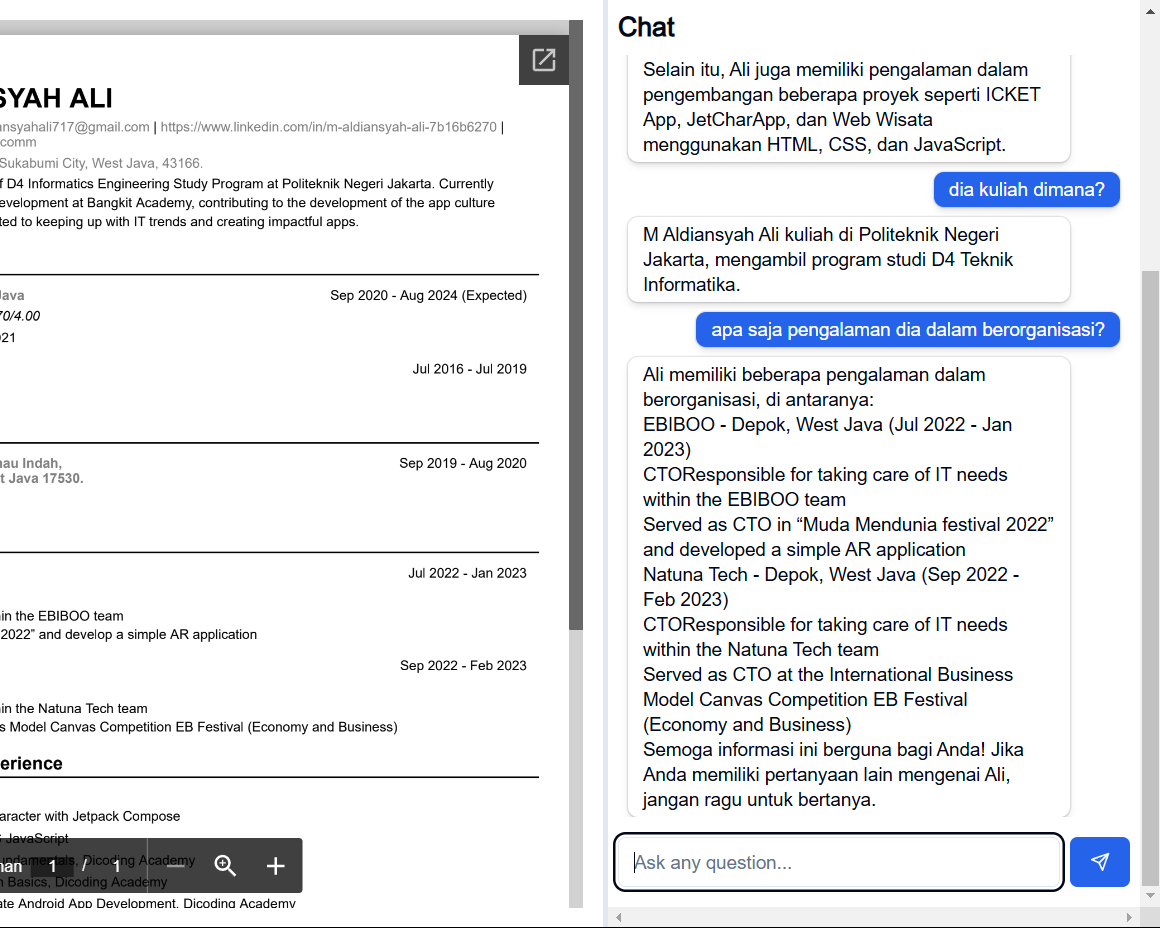 SYAH ALI
ansyahali717@gmail.com | https://www.linkedin.com/in/m-aldiansyah-ali-7b16b6270 |
comm
Sukabumi City, West Java, 43166.
f D4 Informatics Engineering Study Program at Politeknik Negeri Jakarta. Currently
evelopment at Bangkit Academy, contributing to the development of the app culture
ted to keeping up with IT trends and creating impactful apps.
Java Sep 2020 - Aug 2024 (Expected)
70/4.00
021
Jul 2016 - Jul 2019
nau Indah, Sep 2019 - Aug 2020
t Java 17530.
Jul 2022 - Jan 2023
in the EBIBOO team
2022” and develop a simple AR application
Sep 2022 - Feb 2023
in the Natuna Tech team
s Model Canvas Competition EB Festival (Economy and Business)
erience
aracter with Jetpack Compose
S JavaScript
undamentals, Dicoding Academy
n Basics, Dicoding Academy
ate Android App Development, Dicoding Academy
man 1 / 1
Chat
Selain itu, Ali juga memiliki pengalaman dalam
pengembangan beberapa proyek seperti ICKET
App, JetCharApp, dan Web Wisata
menggunakan HTML, CSS, dan JavaScript.
dia kuliah dimana?
M Aldiansyah Ali kuliah di Politeknik Negeri
Jakarta, mengambil program studi D4 Teknik
Informatika.
apa saja pengalaman dia dalam berorganisasi?
Ali memiliki beberapa pengalaman dalam
berorganisasi, di antaranya:
EBIBOO - Depok, West Java (Jul 2022 - Jan
2023)
CTOResponsible for taking care of IT needs
within the EBIBOO team
Served as CTO in “Muda Mendunia festival 2022”
and developed a simple AR application
Natuna Tech - Depok, West Java (Sep 2022 -
Feb 2023)
CTOResponsible for taking care of IT needs
within the Natuna Tech team
Served as CTO at the International Business
Model Canvas Competition EB Festival
(Economy and Business)
Semoga informasi ini berguna bagi Anda! Jika
Anda memiliki pertanyaan lain mengenai Ali,
jangan ragu untuk bertanya.
Ask any question...